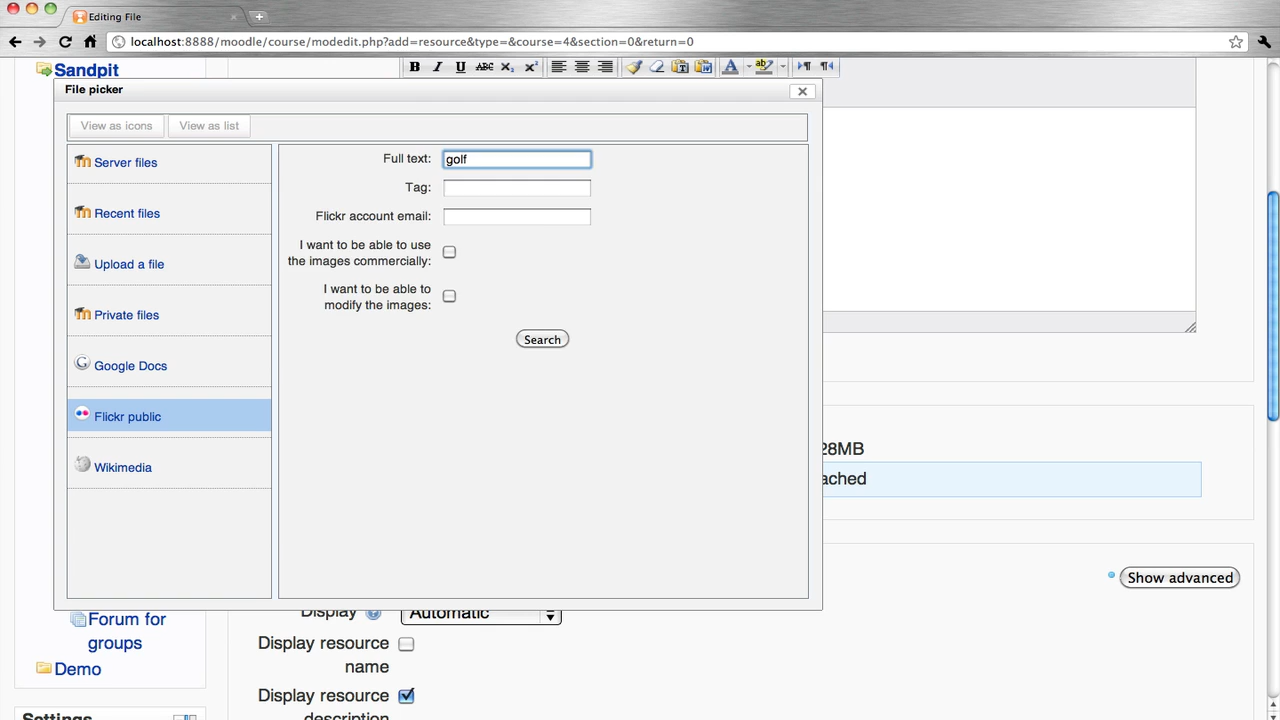 Editing File
localhost:8888/moodle/course/modedit.php?add=resource&type=&course=4&section=0&return=0
Sandpit
B I U ABC X₂ X²
File picker
View as icons View as list
Server files
Recent files
Upload a file
Private files
Google Docs
Flickr public
Wikimedia
Full text: golf
Tag:
Flickr account email:
I want to be able to use
the images commercially:
I want to be able to
modify the images:
Search
28MB
ached
Show advanced
Display Automatic
Display resource
name
Display resource
description
Forum for
groups
Demo
Settings